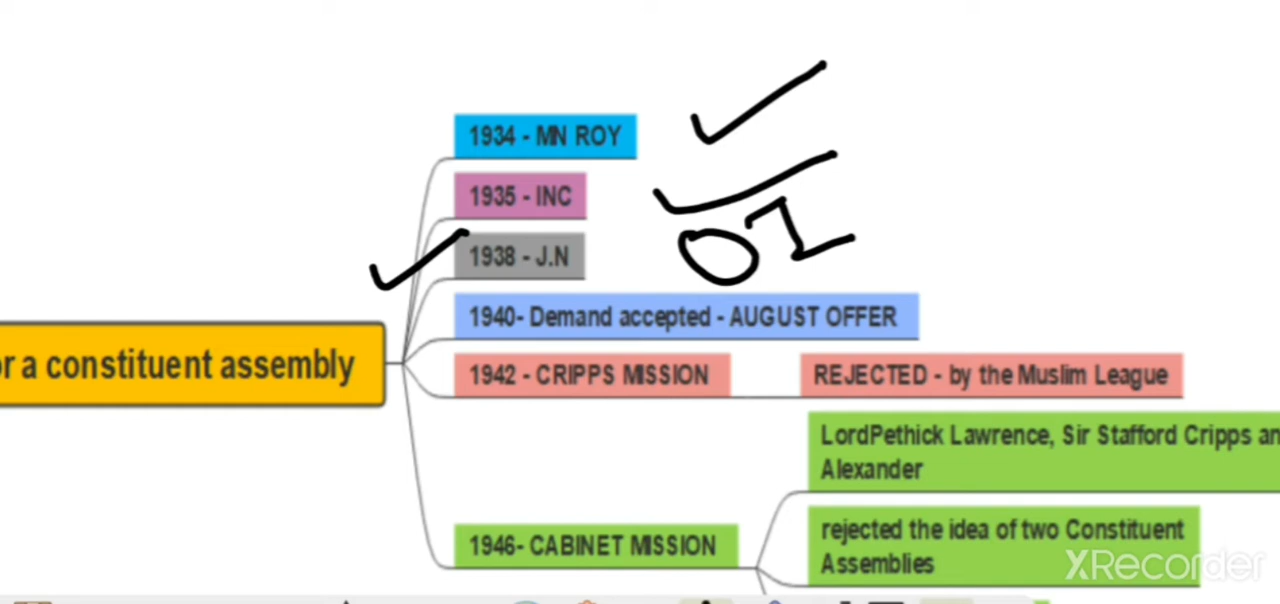 1934 - MN ROY
1935 - INC
1938 - J.N
1940- Demand accepted - AUGUST OFFER
r a constituent assembly
1942 - CRIPPS MISSION
REJECTED - by the Muslim League
LordPethick Lawrence, Sir Stafford Cripps an
Alexander
1946- CABINET MISSION
rejected the idea of two Constituent
Assemblies
XRecorder